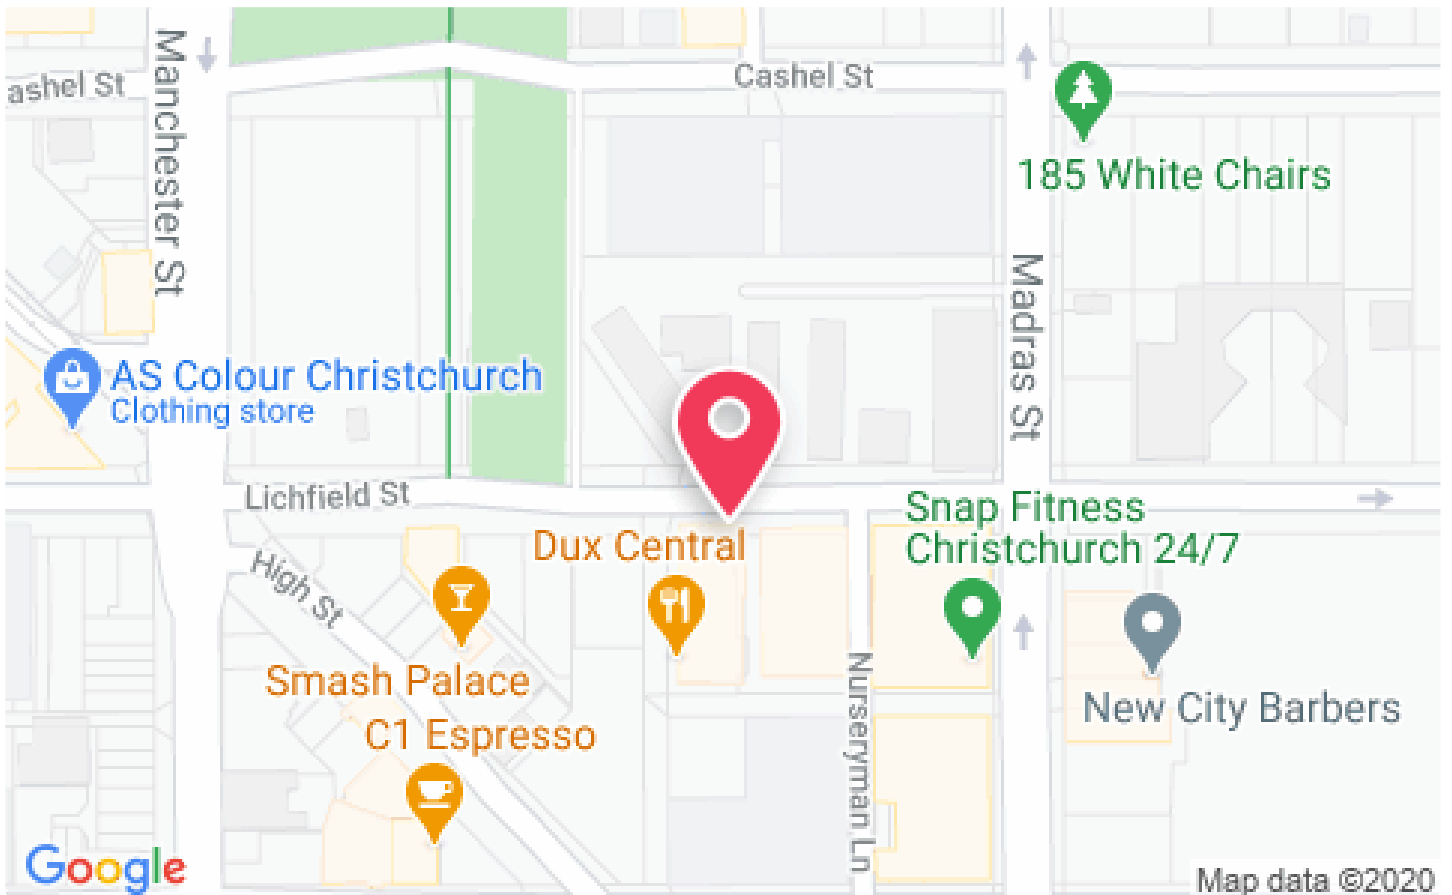 Manchester St
ashel St
Cashel St
185 White Chairs
Madras St
AS Colour Christchurch
Clothing store
Lichfield St
Snap Fitness
Christchurch 24/7
Dux Central
High St
Smash Palace
C1 Espresso
Nurseryman Ln
New City Barbers
Google
Map data ©2020